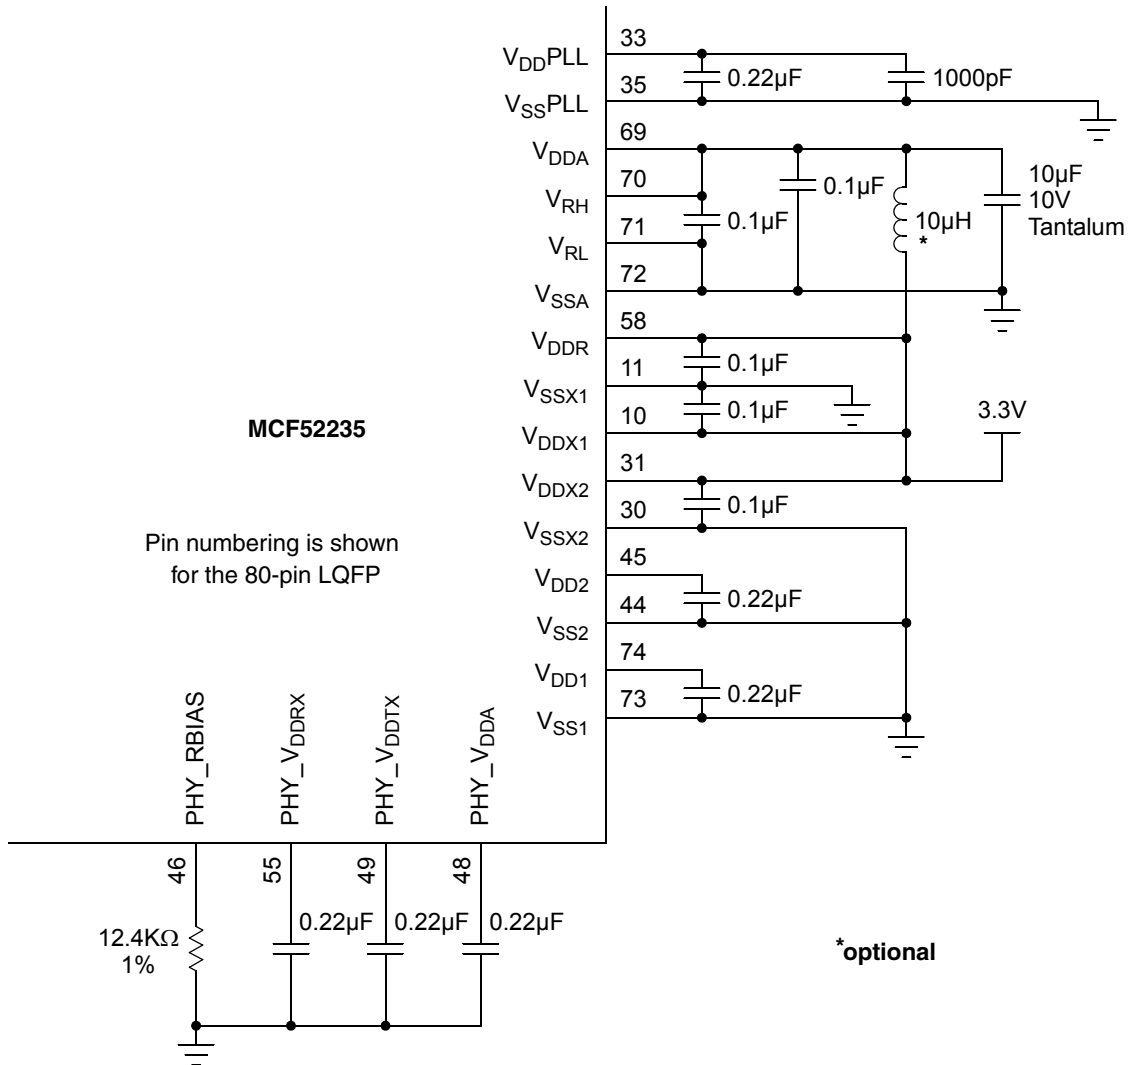 33
VDDPLL
0.22µF
1000pF
35
VSSPLL
69
VDDA
10µF
10V
Tantalum
70
0.1µF
VRH
0.1µF
10µH
*
71
VRL
72
VSSA
58
VDDR
0.1µF
11
VSSX1
0.1µF
10
3.3V
VDDX1
MCF52235
31
VDDX2
0.1µF
30
VSSX2
Pin numbering is shown
for the 80-pin LQFP
45
VDD2
0.22µF
44
VSS2
74
VDD1
0.22µF
73
VSS1
PHY_RBIAS
PHY_VDDRX
PHY_VDDTX
PHY_VDDA
46
55
49
48
12.4KΩ
1%
0.22µF
0.22µF
0.22µF
*optional